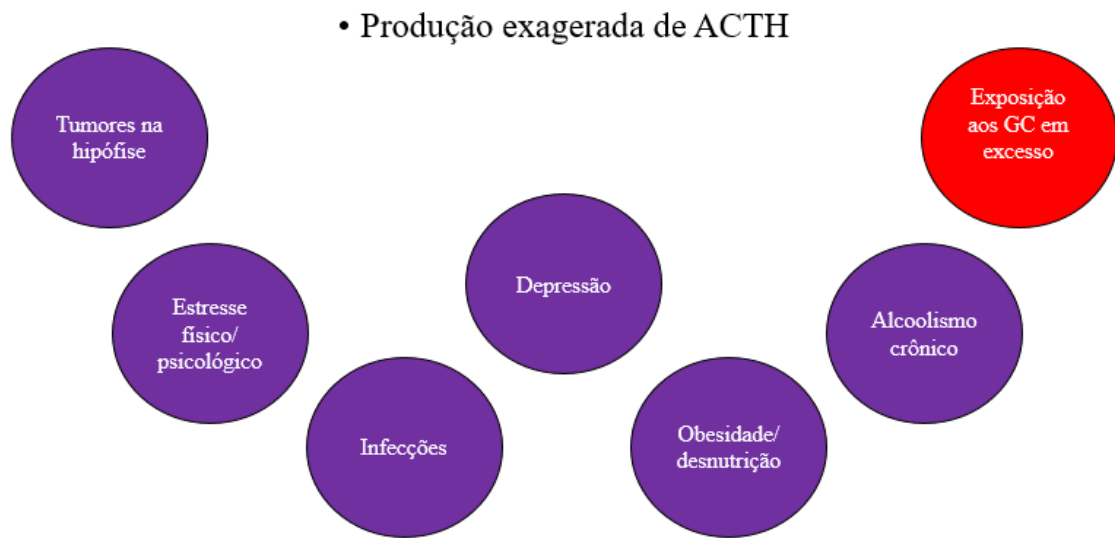 • Produção exagerada de ACTH
Tumores na
hipófise
Exposição
aos GC em
excesso
Estresse
físico/
psicológico
Depressão
Alcoolismo
crônico
Infecções
Obesidade/
desnutrição